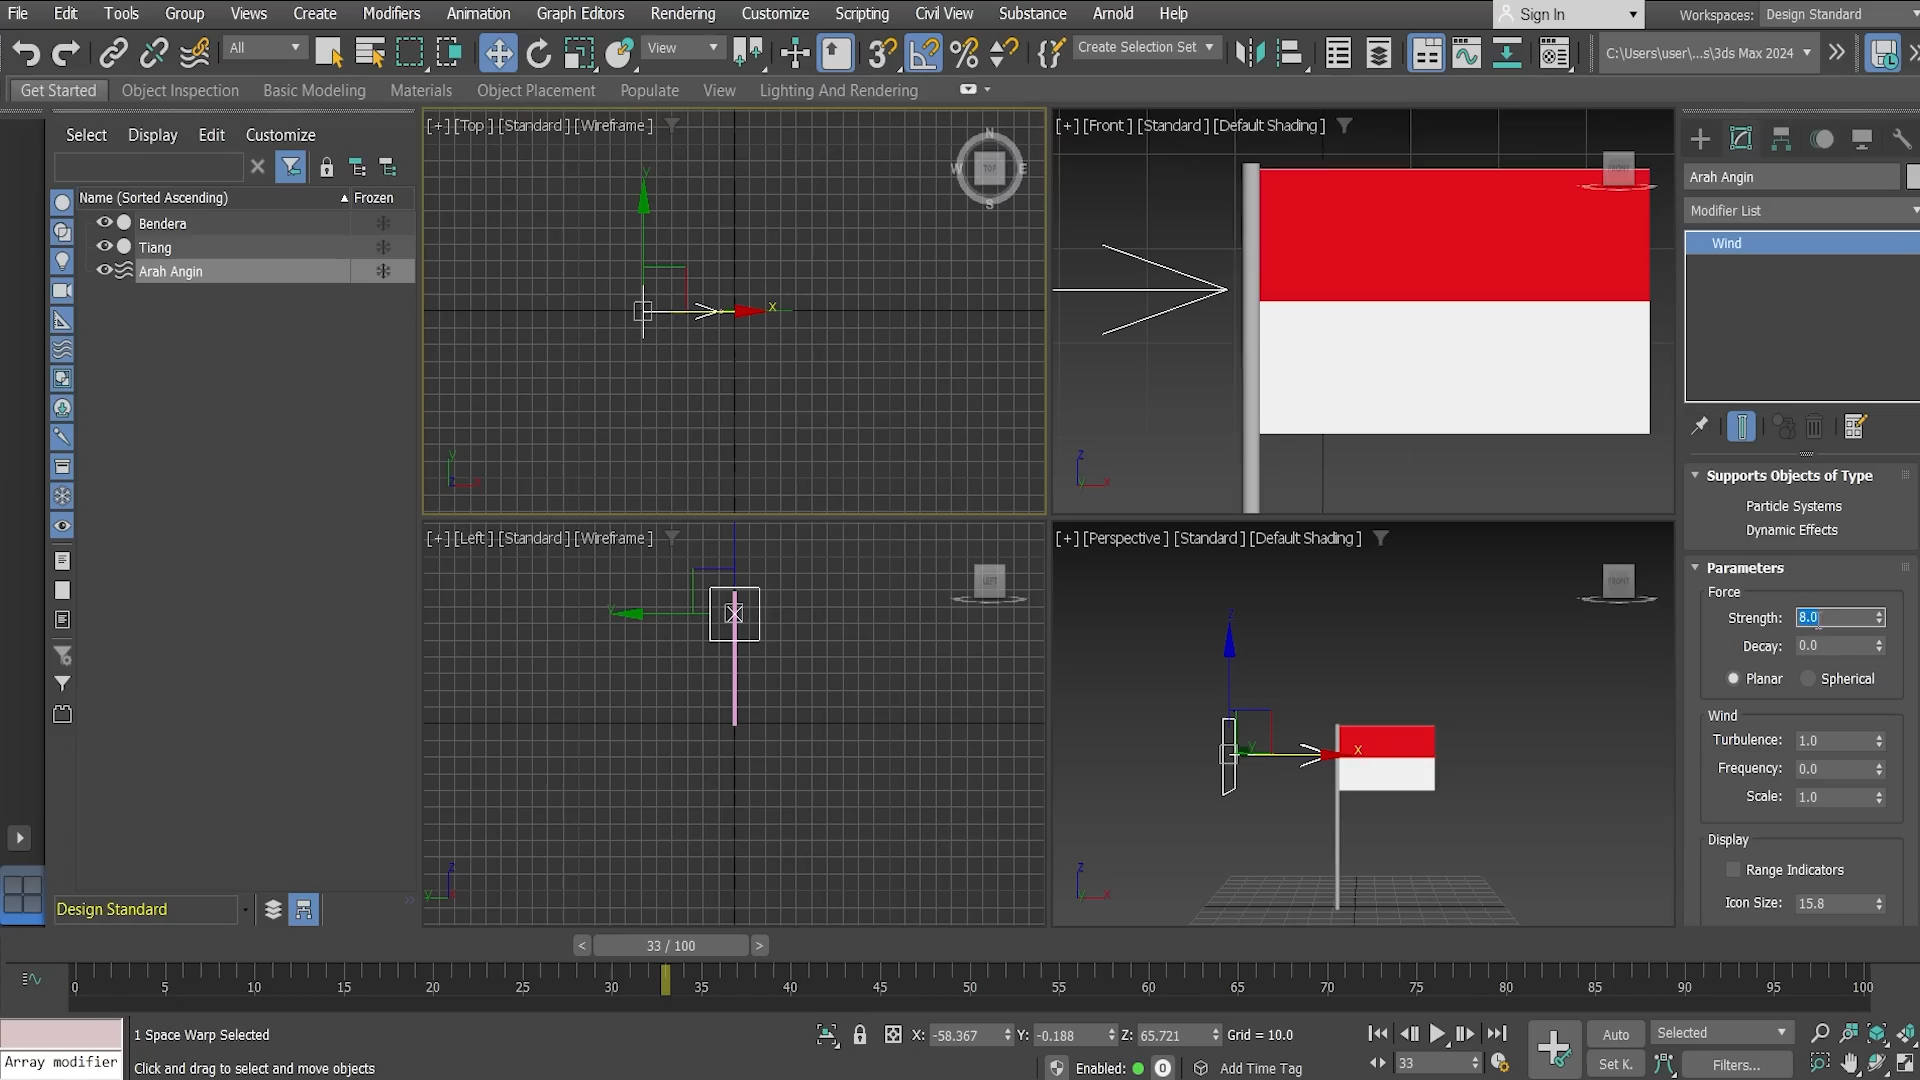 File Edit Tools Group Views Create Modifiers Animation Graph Editors Rendering Customize Scripting Civil View Substance Arnold Help Sign In Workspaces: Design Standard
All View Create Selection Set C:\Users\user\...s\3ds Max 2024
Get Started Object Inspection Basic Modeling Materials Object Placement Populate View Lighting And Rendering
Select Display Edit Customize
Name (Sorted Ascending) Frozen
Bendera
Tiang
Arah Angin
Design Standard
[+] [Top ] [Standard ] [Wireframe ]
N
W TOP E
S
y
x
y
[+] [Front ] [Standard ] [Default Shading ]
FRONT
z
y x
[+] [Left ] [Standard ] [Wireframe ]
LEFT
y
z
y
[+] [Perspective ] [Standard ] [Default Shading ]
FRONT
z
y x
z
y x
Arah Angin
Modifier List
Wind
Supports Objects of Type
Particle Systems
Dynamic Effects
Parameters
Force
Strength: 8.0
Decay: 0.0
Planar Spherical
Wind
Turbulence: 1.0
Frequency: 0.0
Scale: 1.0
Display
Range Indicators
Icon Size: 15.8
< 33 / 100 >
0 5 10 15 20 25 30 35 40 45 50 55 60 65 70 75 80 85 90 95 100
Array modifier
1 Space Warp Selected
Click and drag to select and move objects
X: -58.367 Y: -0.188 Z: 65.721 Grid = 10.0
Enabled: 0 Add Time Tag
33
Auto Selected
Set K. Filters...